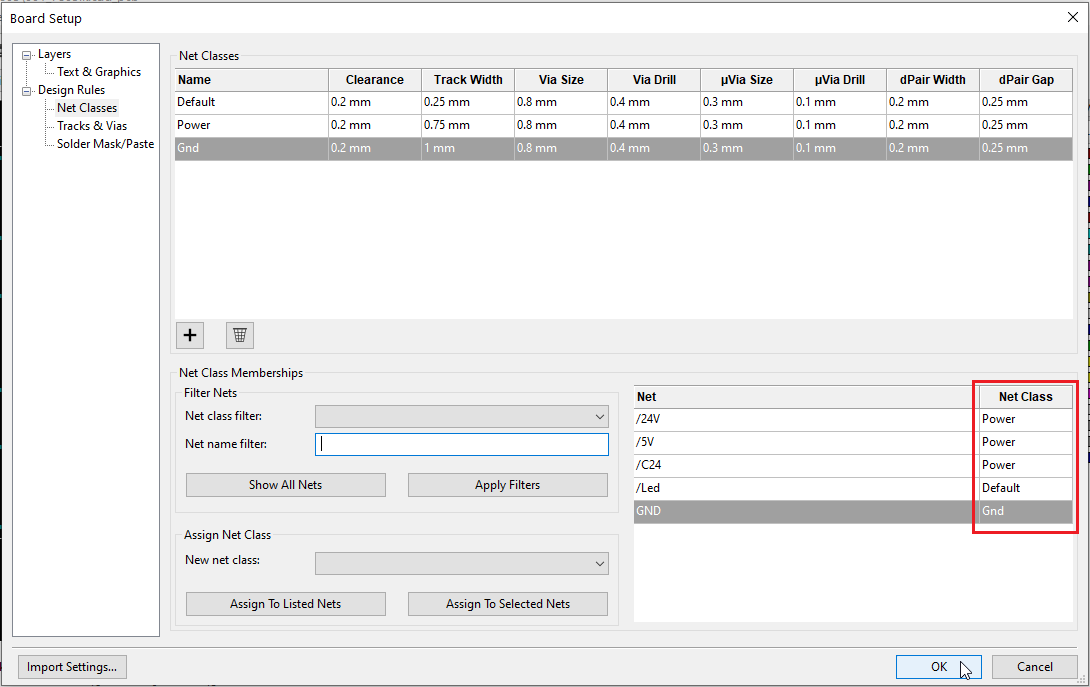 Board Setup
Layers
Text & Graphics
Design Rules
Net Classes
Tracks & Vias
Solder Mask/Paste
Net Classes
Name Clearance Track Width Via Size Via Drill µVia Size µVia Drill dPair Width dPair Gap
Default 0.2 mm 0.25 mm 0.8 mm 0.4 mm 0.3 mm 0.1 mm 0.2 mm 0.25 mm
Power 0.2 mm 0.75 mm 0.8 mm 0.4 mm 0.3 mm 0.1 mm 0.2 mm 0.25 mm
Gnd 0.2 mm 1 mm 0.8 mm 0.4 mm 0.3 mm 0.1 mm 0.2 mm 0.25 mm
Net Class Memberships
Filter Nets
Net class filter:
Net name filter:
Show All Nets Apply Filters
Assign Net Class
New net class:
Assign To Listed Nets Assign To Selected Nets
Net Net Class
/24V Power
/5V Power
/C24 Power
/Led Default
GND Gnd
Import Settings... OK Cancel